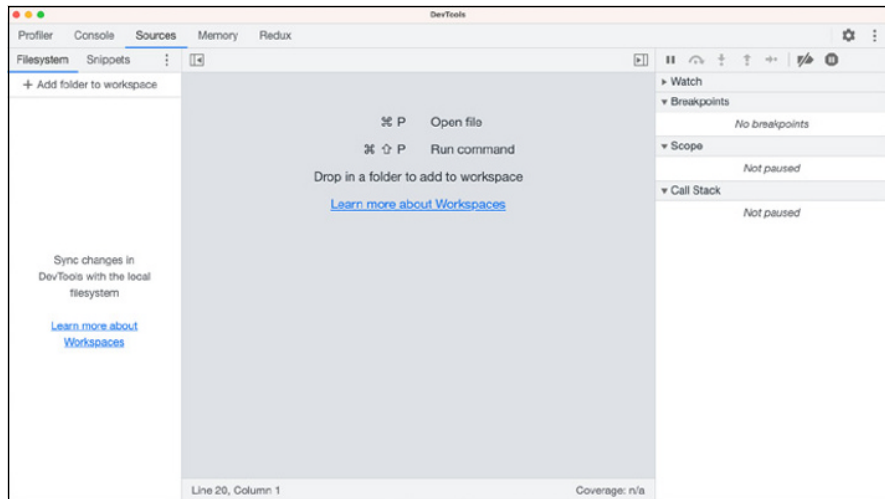 DevTools
Profiler Console Sources Memory Redux
Filesystem Snippets
+ Add folder to workspace
Sync changes in
DevTools with the local
filesystem
Learn more about
Workspaces
⌘ P Open file
⌘ ⇧ P Run command
Drop in a folder to add to workspace
Learn more about Workspaces
Line 20, Column 1 Coverage: n/a
Watch
Breakpoints
No breakpoints
Scope
Not paused
Call Stack
Not paused